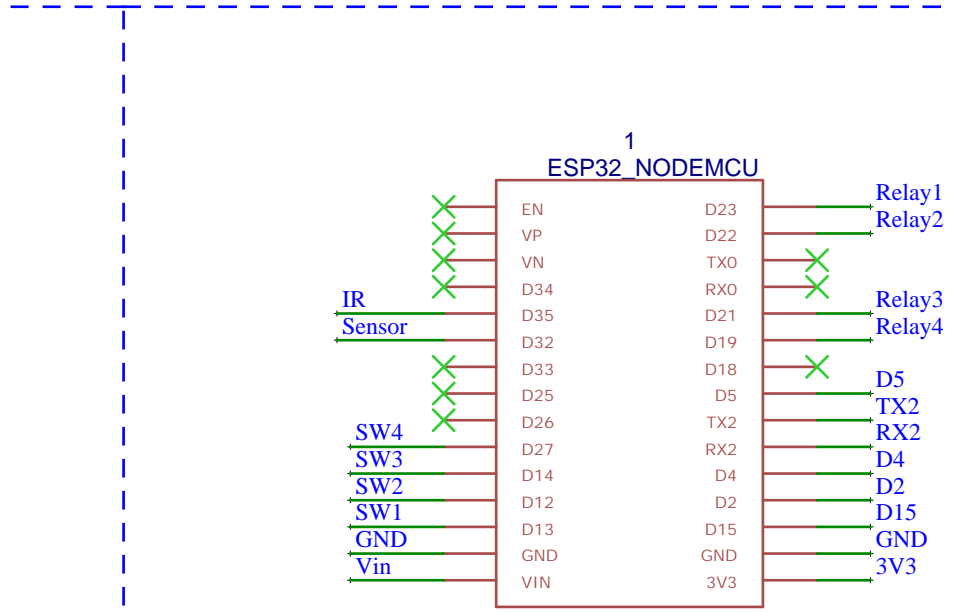 1
ESP32_NODEMCU
EN D23 Relay1
VP D22 Relay2
VN TX0
D34 RX0
IR D35 D21 Relay3
Sensor D32 D19 Relay4
D33 D18
D25 D5 D5
D26 TX2 TX2
SW4 D27 RX2 RX2
SW3 D14 D4 D4
SW2 D12 D2 D2
SW1 D13 D15 D15
GND GND GND GND
Vin VIN 3V3 3V3